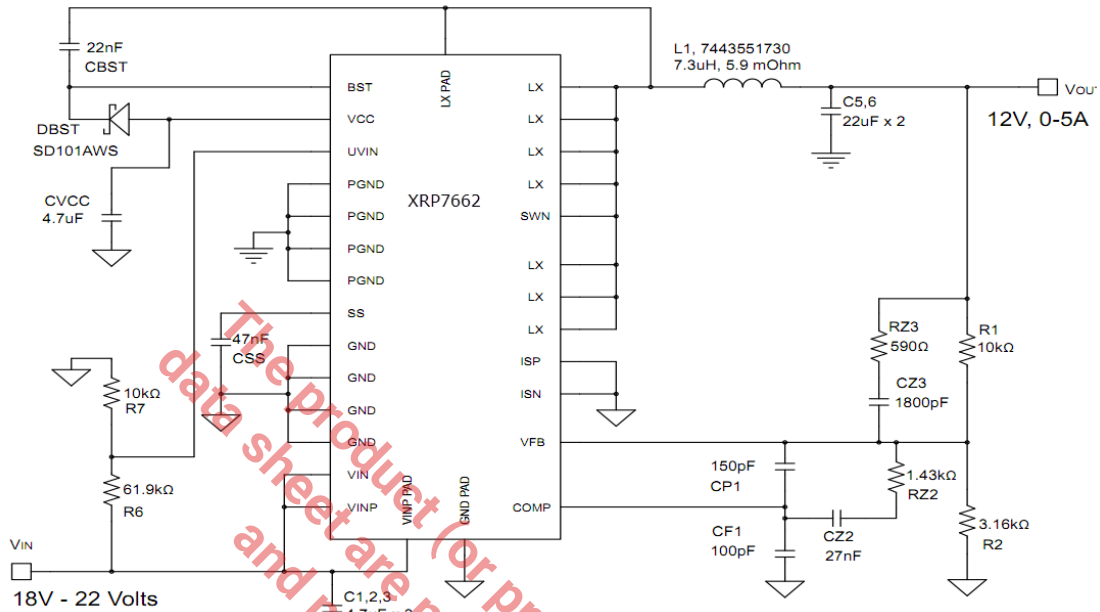 22nF
CBST
DBST
SD101AWS
CVCC
4.7uF
10kΩ
R7
61.9kΩ
R6
VIN
18V - 22 Volts
47nF
CSS
C1,2,3
XRP7662
LX PAD
BST
VCC
UVIN
PGND
PGND
PGND
PGND
SS
GND
GND
GND
GND
VIN
VINP
VINP PAD
GND PAD
LX
LX
LX
LX
SWN
LX
LX
LX
ISP
ISN
VFB
COMP
L1, 7443551730
7.3uH, 5.9 mOhm
C5,6
22uF x 2
VOUT
12V, 0-5A
RZ3
590Ω
CZ3
1800pF
R1
10kΩ
150pF
CP1
1.43kΩ
RZ2
CF1
100pF
CZ2
27nF
3.16kΩ
R2
The product (or pr
data sheet are n
and